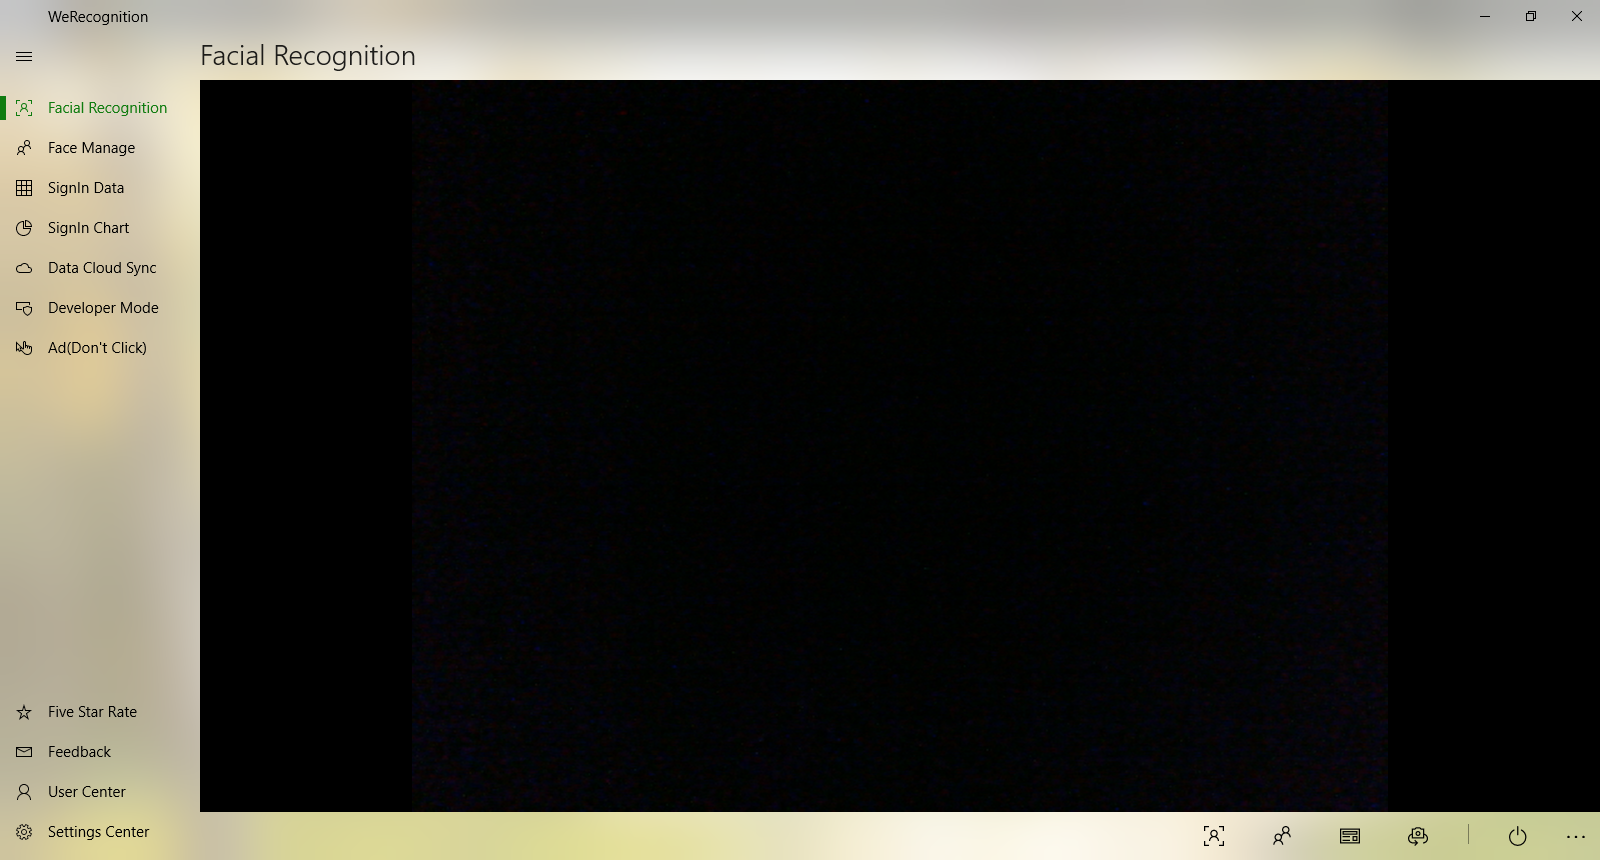 WeRecognition
Facial Recognition
Facial Recognition
Face Manage
SignIn Data
SignIn Chart
Data Cloud Sync
Developer Mode
Ad(Don't Click)
Five Star Rate
Feedback
User Center
Settings Center